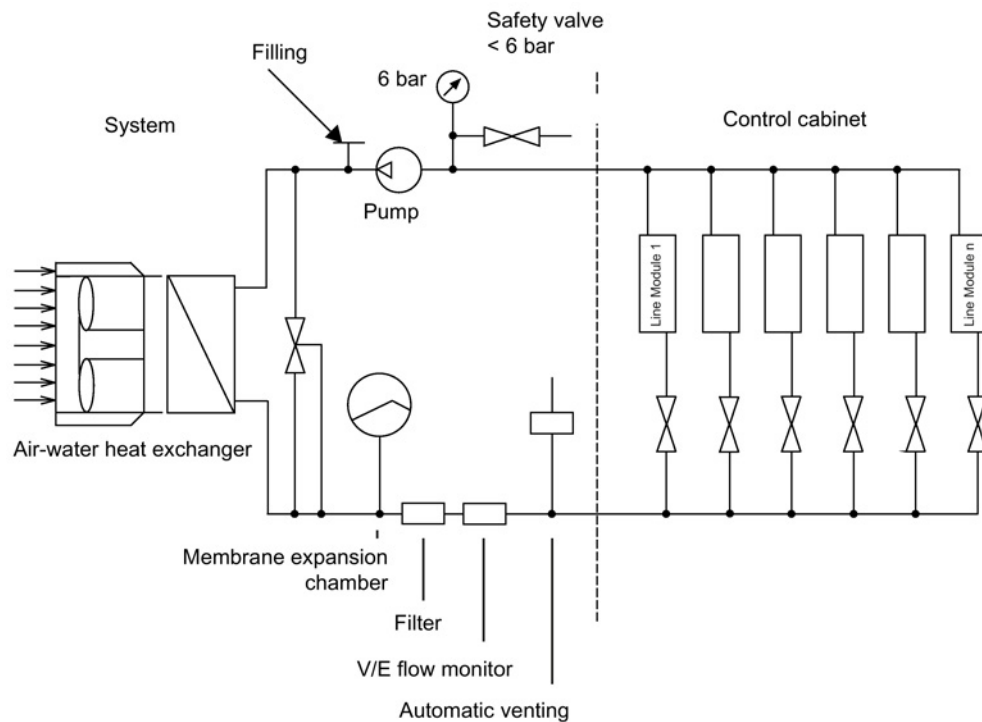 Safety valve
< 6 bar
Filling
6 bar
System
Control cabinet
Pump
Line Module 1
Line Module n
Air-water heat exchanger
Membrane expansion
chamber
Filter
V/E flow monitor
Automatic venting